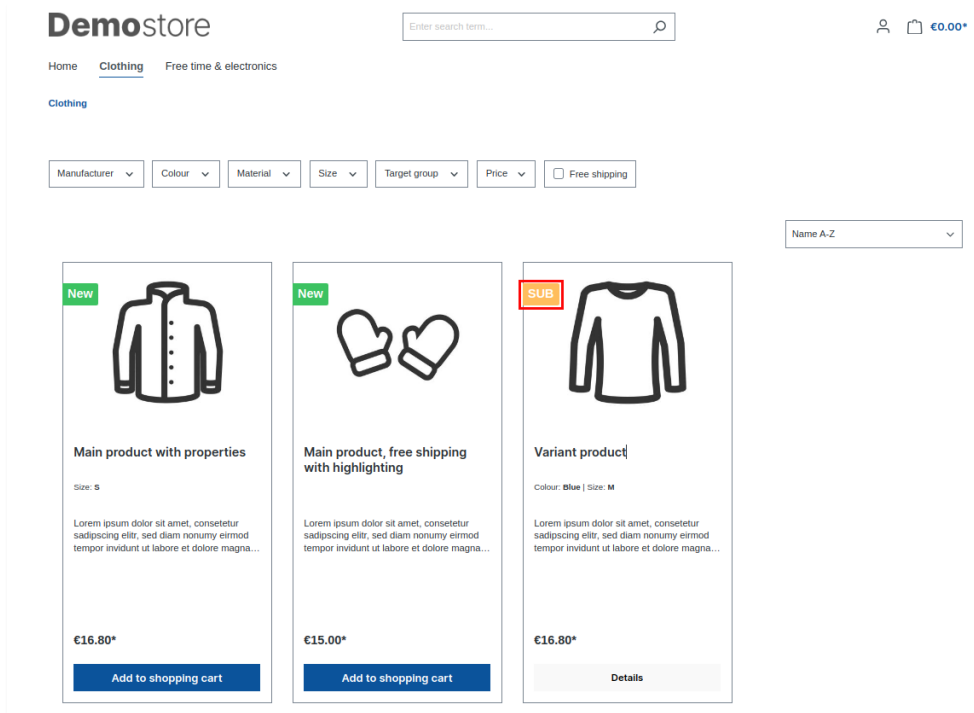 Demostore
Enter search term...
€0.00*
Home Clothing Free time & electronics
Clothing
Manufacturer Colour Material Size Target group Price Free shipping
Name A-Z
New
Main product with properties
Size: S
Lorem ipsum dolor sit amet, consetetur
sadipscing elitr, sed diam nonumy eirmod
tempor invidunt ut labore et dolore magna...
€16.80*
Add to shopping cart
New
Main product, free shipping
with highlighting
Lorem ipsum dolor sit amet, consetetur
sadipscing elitr, sed diam nonumy eirmod
tempor invidunt ut labore et dolore magna...
€15.00*
Add to shopping cart
SUB
Variant product
Colour: Blue | Size: M
Lorem ipsum dolor sit amet, consetetur
sadipscing elitr, sed diam nonumy eirmod
tempor invidunt ut labore et dolore magna...
€16.80*
Details